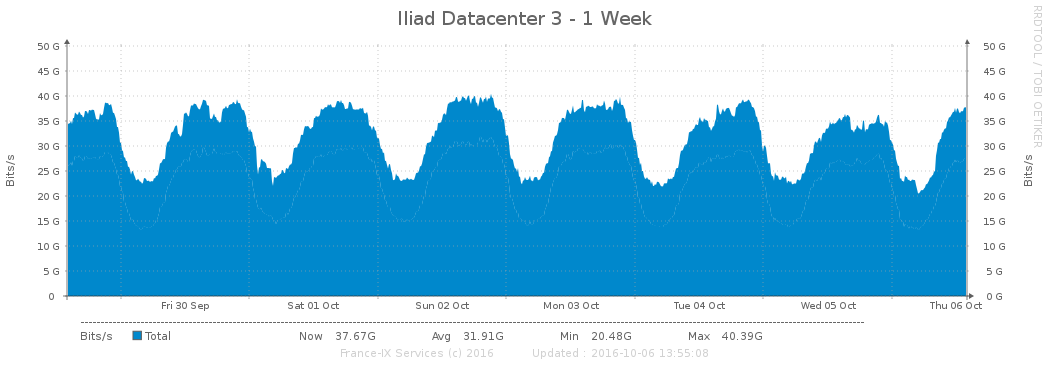 Iliad Datacenter 3 - 1 Week
RRDTOOL / TOBI OETIKER
Bits/s
50 G
45 G
40 G
35 G
30 G
25 G
20 G
15 G
10 G
5 G
0
50 G
45 G
40 G
35 G
30 G
25 G
20 G
15 G
10 G
5 G
0 G
Bits/s
Fri 30 Sep Sat 01 Oct Sun 02 Oct Mon 03 Oct Tue 04 Oct Wed 05 Oct Thu 06 Oct
Bits/s Total Now 37.67G Avg 31.91G Min 20.48G Max 40.39G
France-IX Services (c) 2016 Updated : 2016-10-06 13:55:08